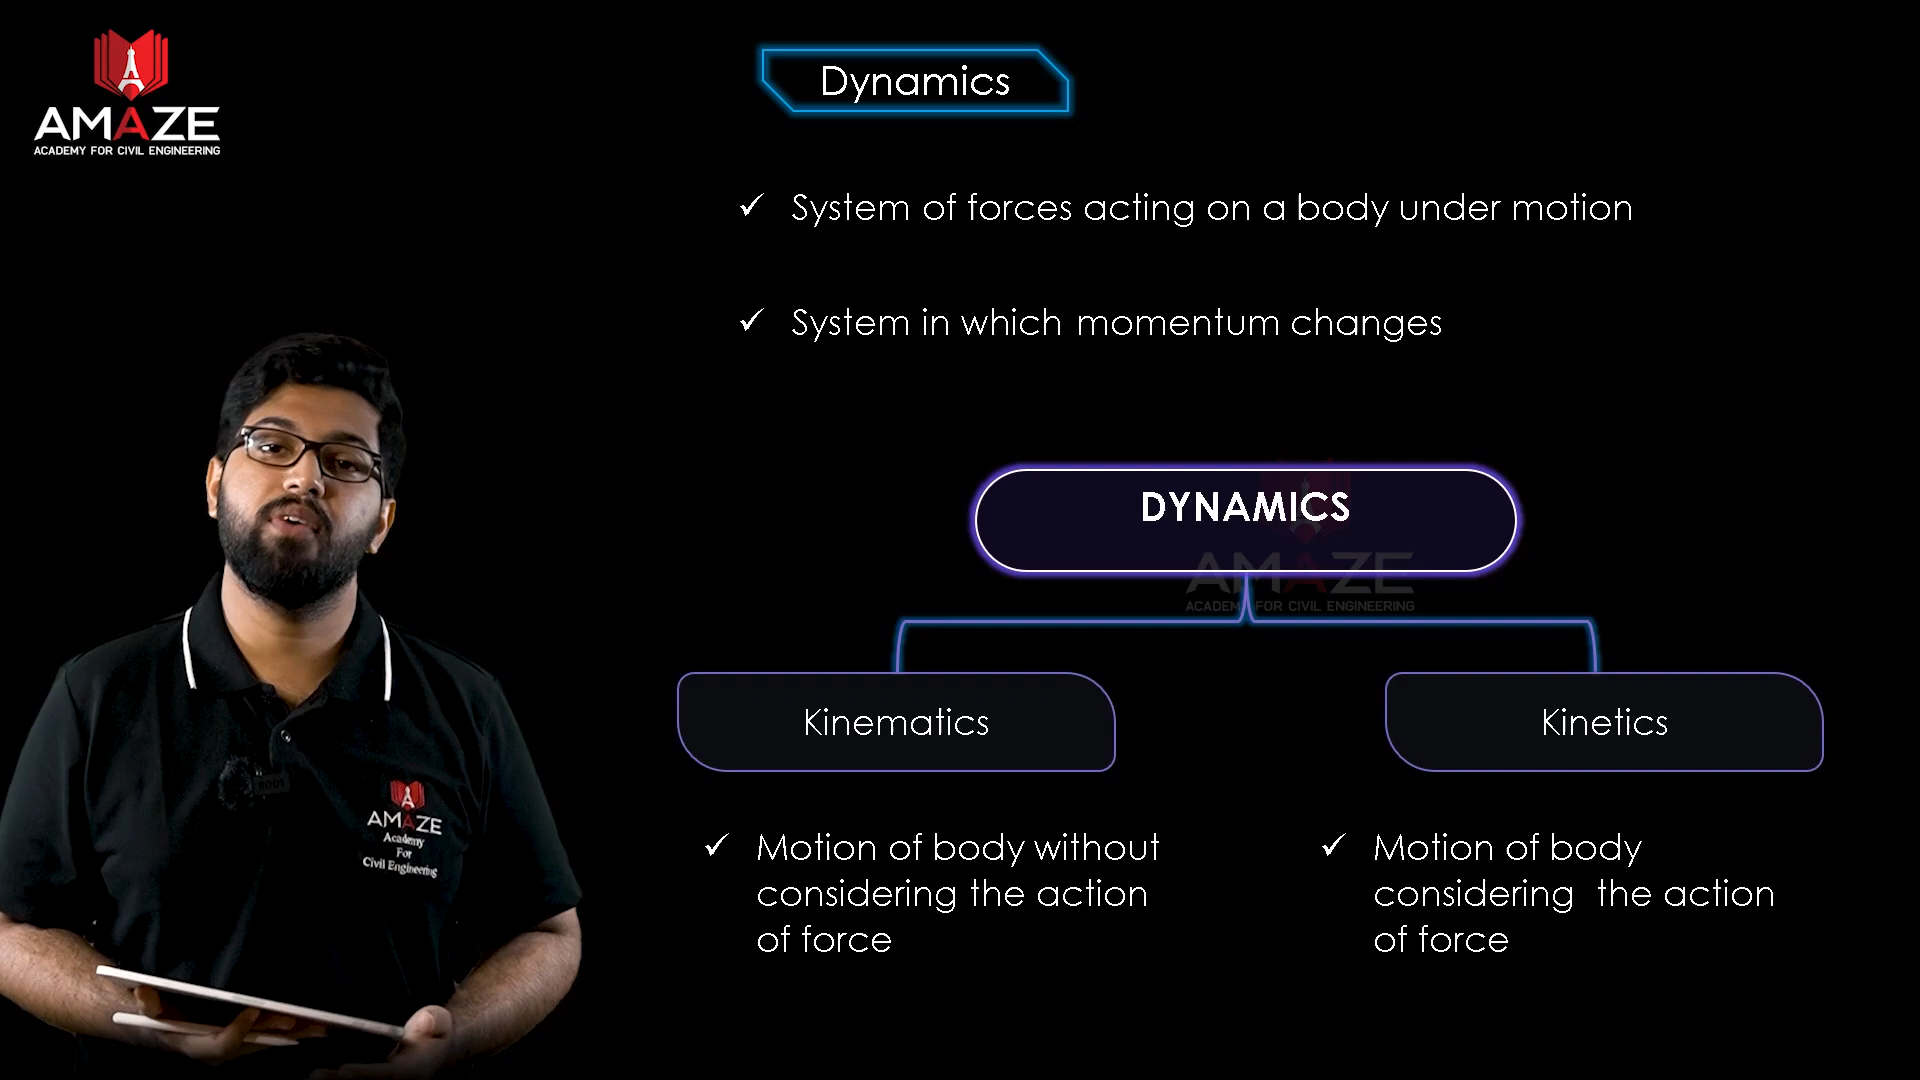 AMAZE
ACADEMY FOR CIVIL ENGINEERING
Dynamics
✓ System of forces acting on a body under motion
✓ System in which momentum changes
DYNAMICS
AMAZE
ACADEMY FOR CIVIL ENGINEERING
Kinematics
Kinetics
✓ Motion of body without
considering the action
of force
✓ Motion of body
considering the action
of force
AMAZE
Academy
For
Civil Engineering